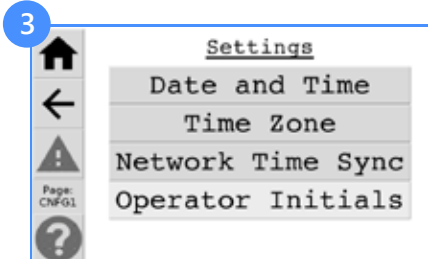 3
Settings
Date and Time
Time Zone
Network Time Sync
Operator Initials
Page:
CNFG1
?